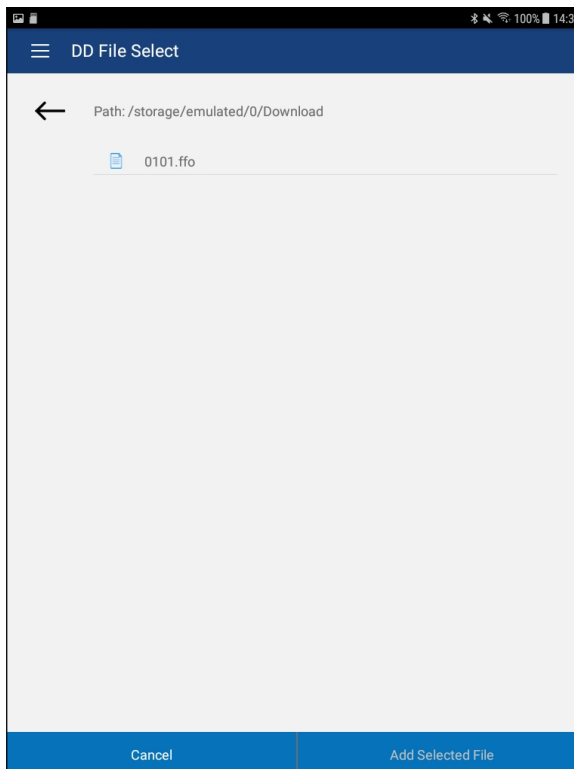 100% 14:3
DD File Select
Path: /storage/emulated/0/Download
0101.ffo
Cancel
Add Selected File